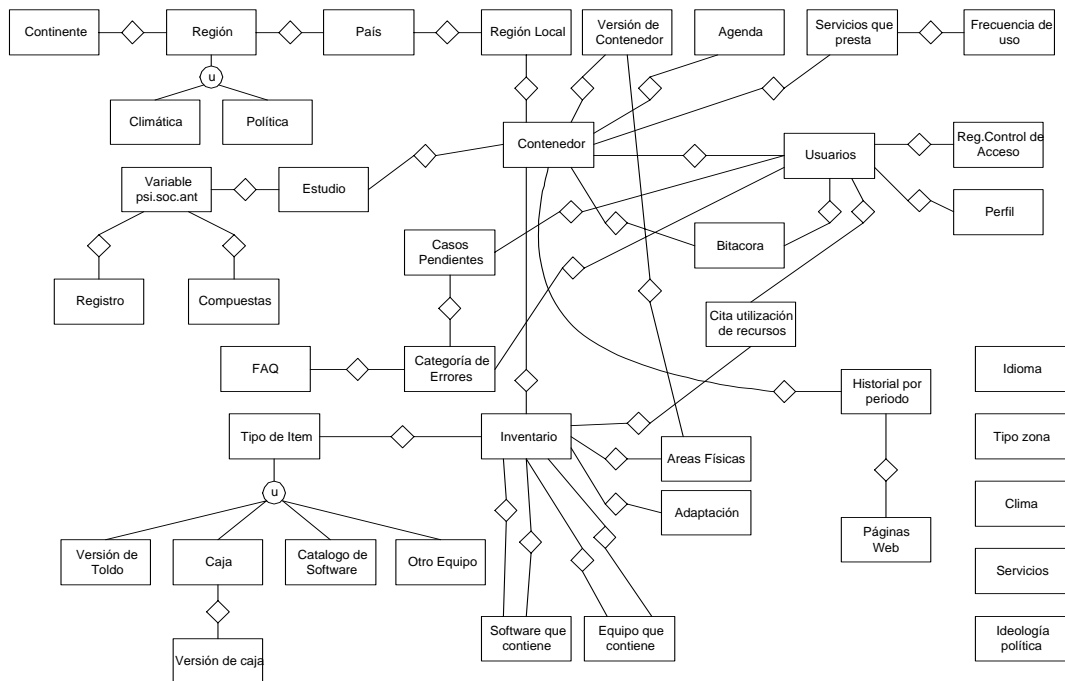 Continente
Región
País
Región Local
Versión de
Contenedor
Agenda
Servicios que
presta
Frecuencia de
uso
u
Climática
Política
Contenedor
Usuarios
Reg.Control de
Acceso
Variable
psi.soc.ant
Estudio
Perfil
Casos
Pendientes
Bitacora
Registro
Compuestas
Cita utilización
de recursos
FAQ
Categoría de
Errores
Historial por
periodo
Idioma
Tipo de Item
Inventario
Areas Físicas
Tipo zona
u
Adaptación
Clima
Versión de
Toldo
Caja
Catalogo de
Software
Otro Equipo
Páginas
Web
Servicios
Software que
contiene
Equipo que
contiene
Ideología
política
Versión de caja